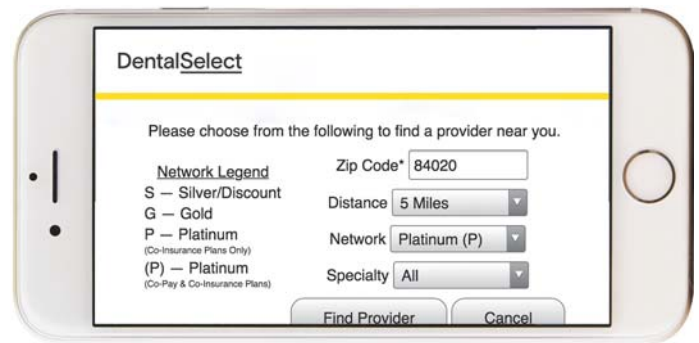 DentalSelect
Please choose from the following to find a provider near you.
Network Legend
S — Silver/Discount
G — Gold
P — Platinum
(Co-Insurance Plans Only)
(P) — Platinum
(Co-Pay & Co-Insurance Plans)
Zip Code* 84020
Distance 5 Miles
Network Platinum (P)
Specialty All
Find Provider Cancel